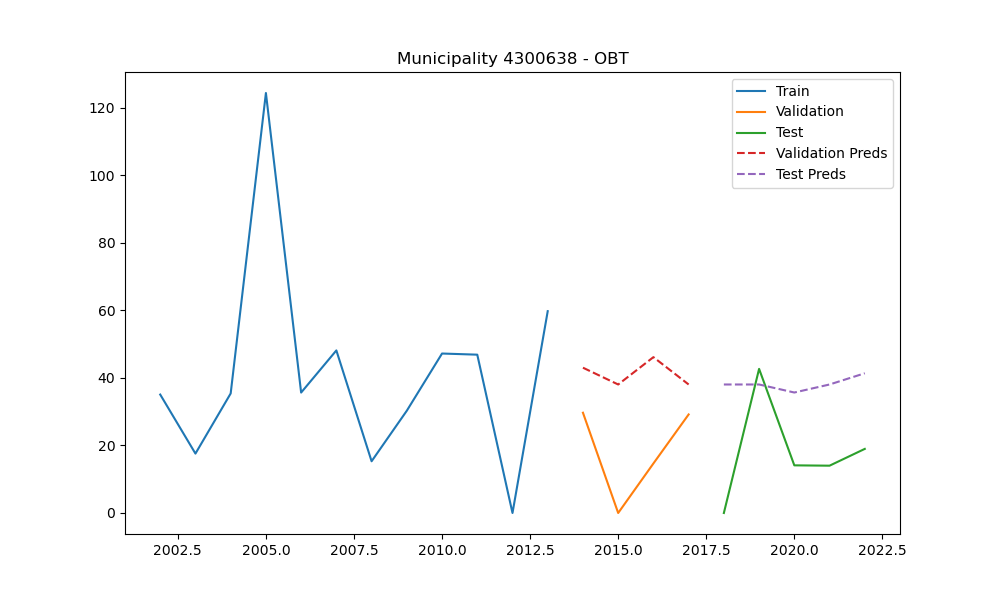 Municipality 4300638 - OBT
Train
Validation
Test
Validation Preds
Test Preds
120
100
80
60
40
20
0
2002.5 2005.0 2007.5 2010.0 2012.5 2015.0 2017.5 2020.0 2022.5